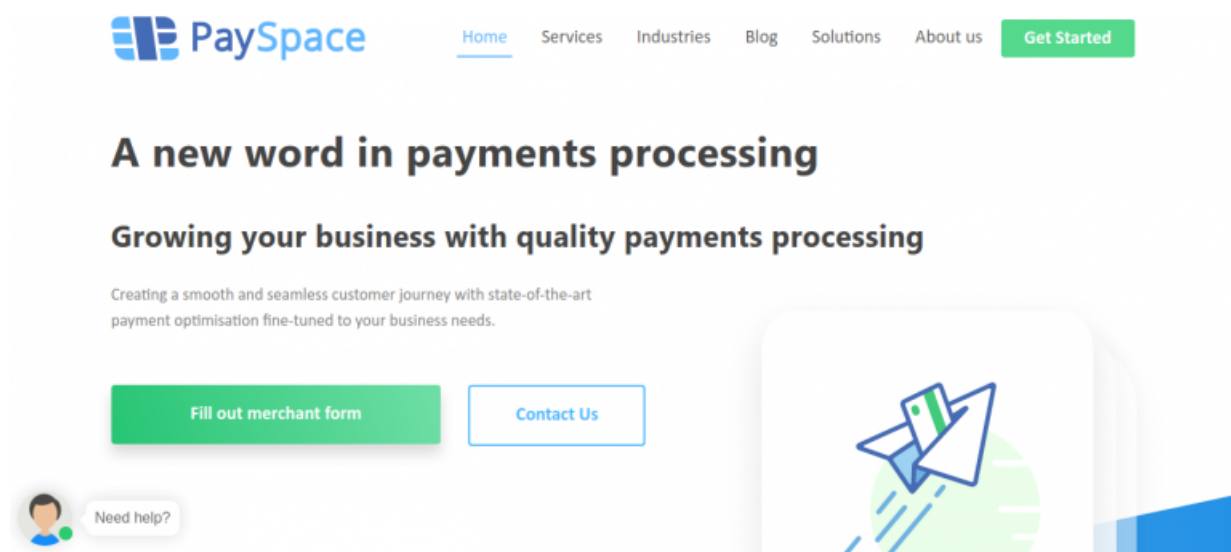 PaySpace
Home Services Industries Blog Solutions About us Get Started
A new word in payments processing
Growing your business with quality payments processing
Creating a smooth and seamless customer journey with state-of-the-art
payment optimisation fine-tuned to your business needs.
Fill out merchant form
Contact Us
Need help?